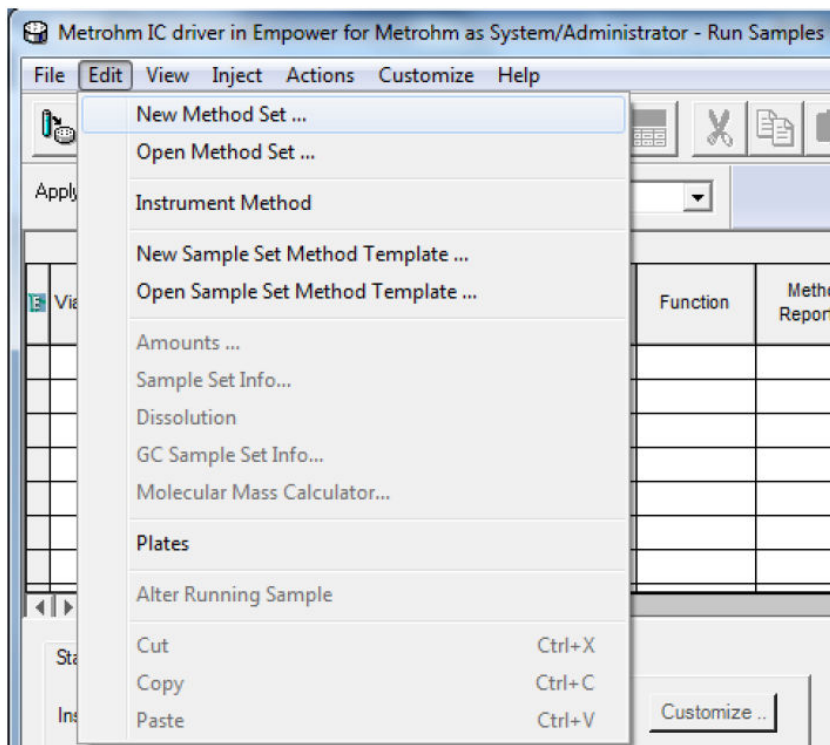 Metrohm IC driver in Empower for Metrohm as System/Administrator - Run Samples
File Edit View Inject Actions Customize Help
New Method Set ...
Open Method Set ...
Apply
Instrument Method
New Sample Set Method Template ...
Open Sample Set Method Template ...
Function
Amounts ...
Sample Set Info...
Dissolution
GC Sample Set Info...
Molecular Mass Calculator...
Plates
Alter Running Sample
Cut Ctrl+X
Copy Ctrl+C
Paste Ctrl+V
Customize ..